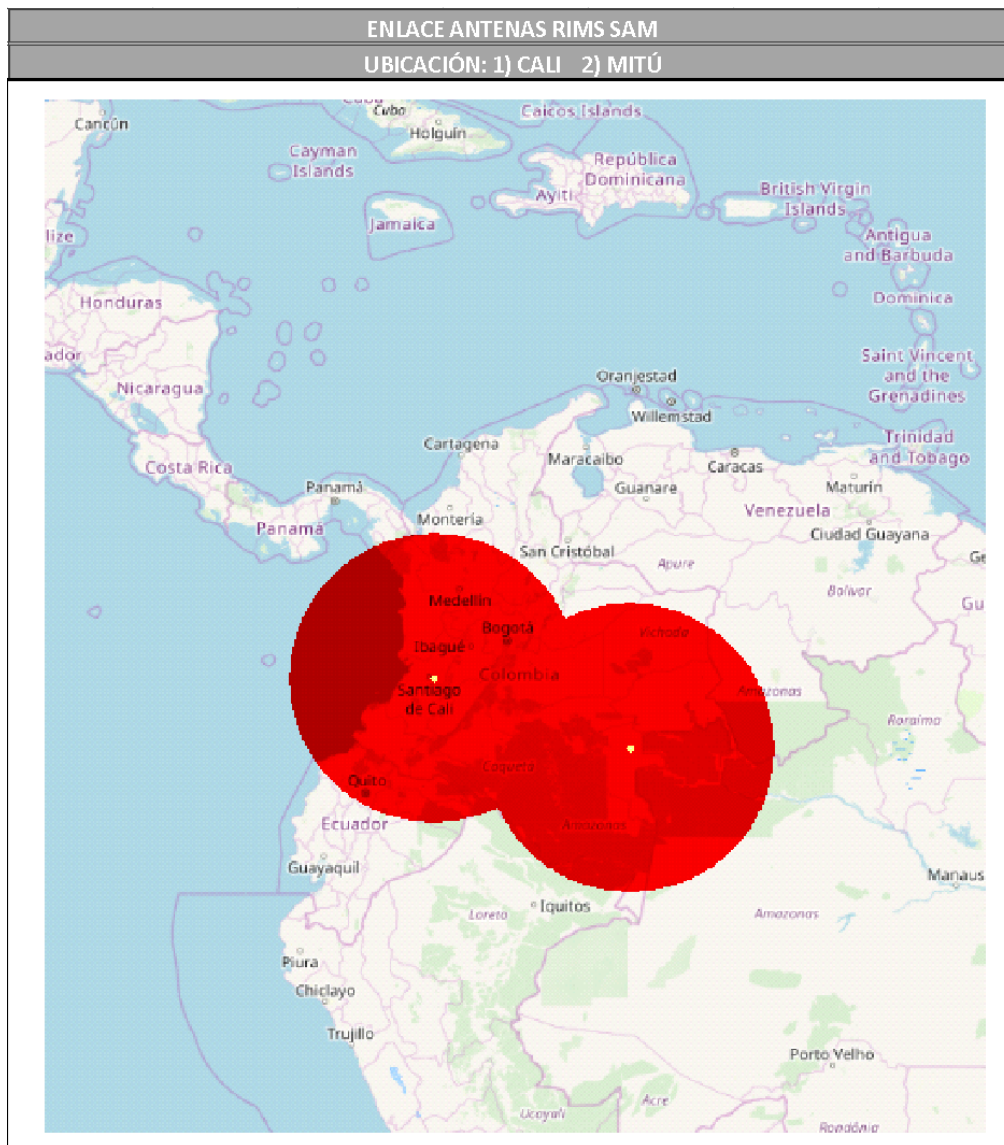 ENLACE ANTENAS RIMS SAM
UBICACIÓN: 1) CALI 2) MITÚ
Cuba
Caicos Islands
Cancún
Holguín
Cayman
Islands
República
Dominicana
Ayiti
British Virgin
Islands
Jamaica
lize
Antigua
and Barbuda
Honduras
Dominica
ador
Saint Vincent
and the
Grenadines
Nicaragua
Oranjestad
Willemstad
Cartagena
Trinidad
and Tobago
Costa Rica
Maracaibo
Caracas
Panamá
Guanare
Maturín
Montería
Venezuela
Panamá
Ciudad Guayana
San Cristóbal
Ge
Apure
Bolívar
Medellín
Gu
Bogotá
Vichada
Ibagué
Colombia
Santiago
de Cali
Amazonas
Roraima
Caquetá
Quito
Ecuador
Amazonas
Guayaquil
Manaus
Iquitos
Loreto
Amazonas
Piura
Chiclayo
Trujillo
Porto Velho
Acre
Ucayali
Rondônia